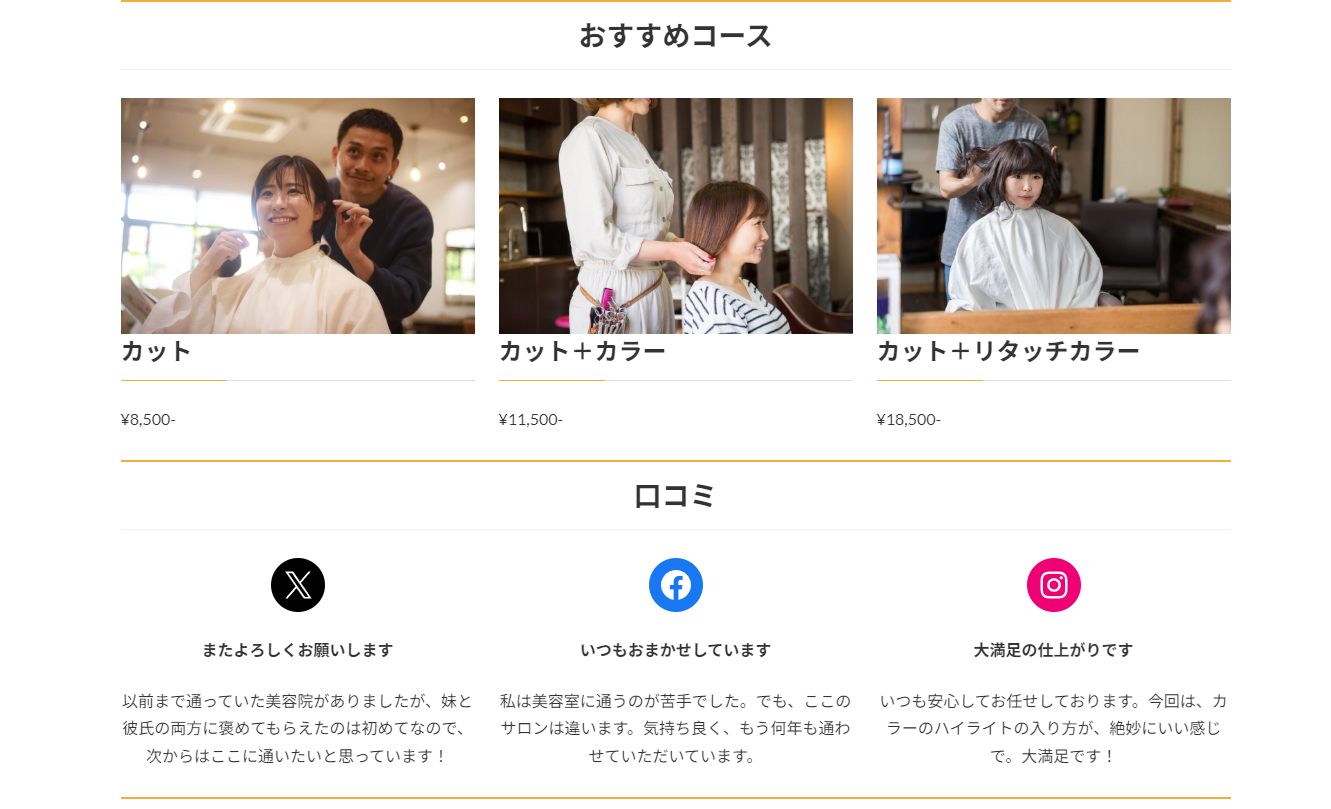 おすすめコース
カット
カット＋カラー
カット＋リタッチカラー
¥8,500-
¥11,500-
¥18,500-
口コミ
またよろしくお願いします
いつもおまかせしています
大満足の仕上がりです
以前まで通っていた美容院がありましたが、妹と
彼氏の両方に褒めてもらえたのは初めてなので、
次からはここに通いたいと思っています！
私は美容室に通うのが苦手でした。でも、ここの
サロンは違います。気持ち良く、もう何年も通わ
せていただいています。
いつも安心してお任せしております。今回は、カ
ラーのハイライトの入り方が、絶妙にいい感じ
で。大満足です！